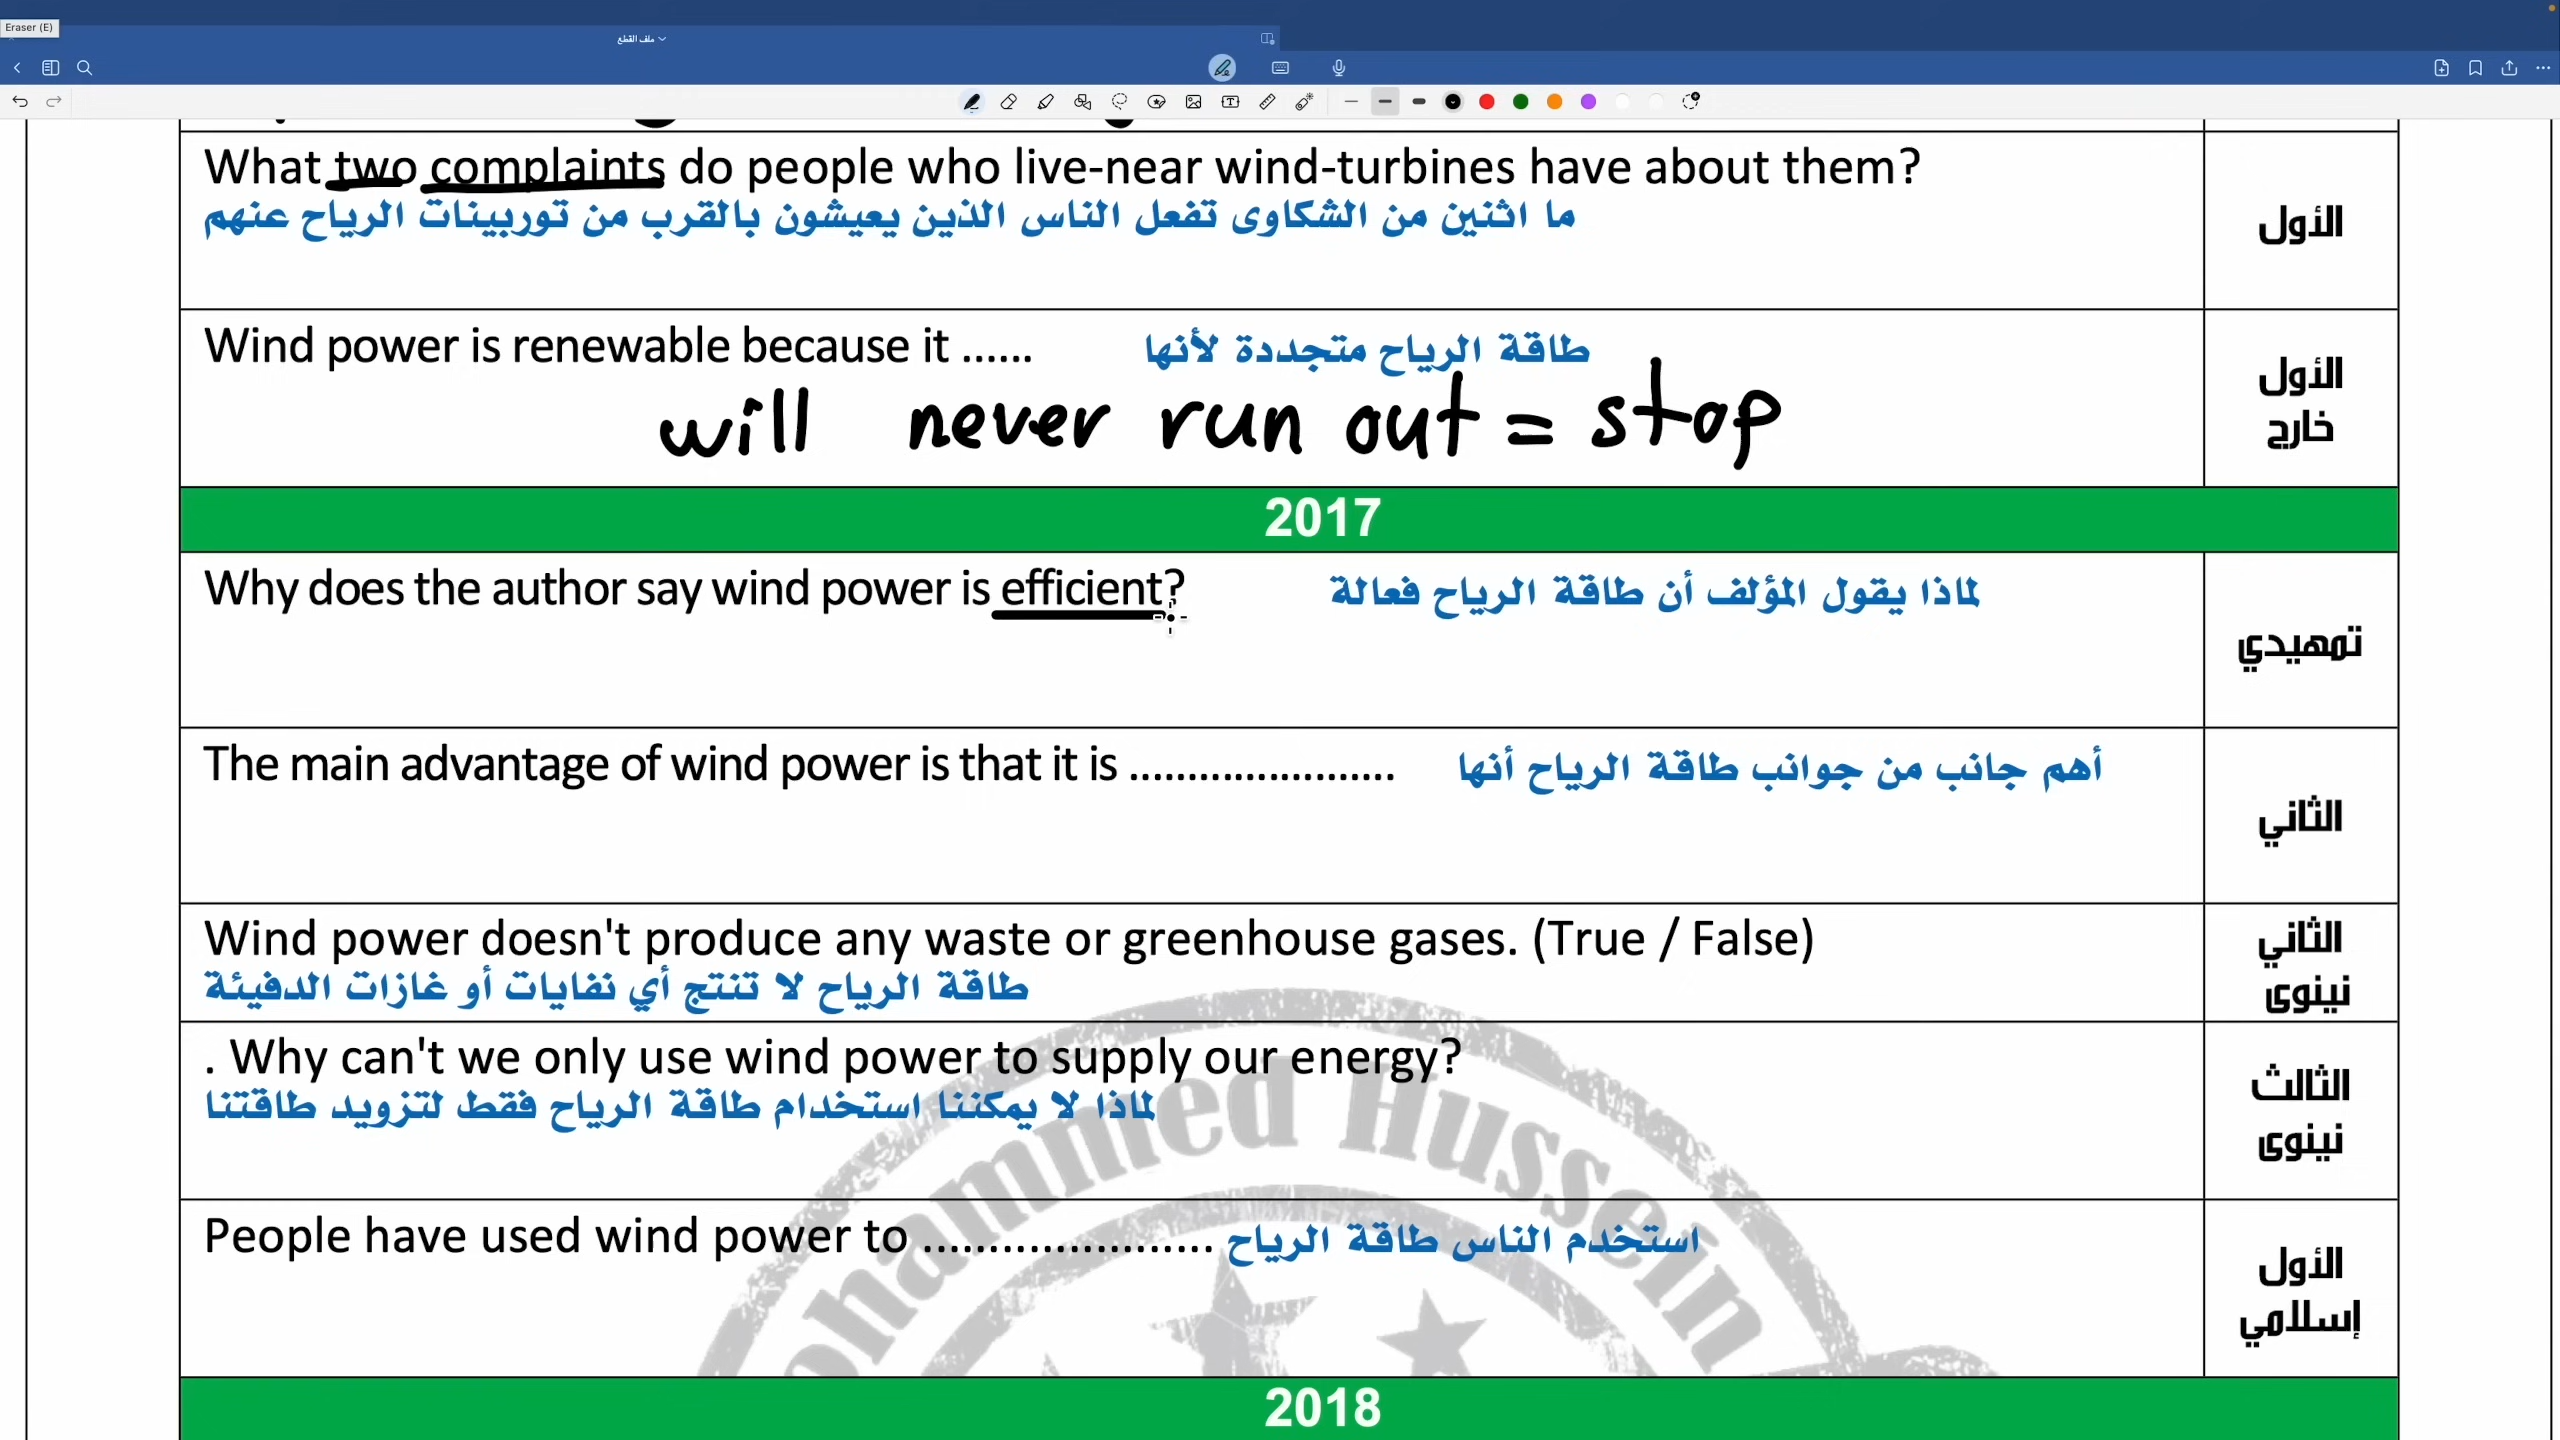 Eraser (E)
ملف القطع
What two complaints do people who live-near wind-turbines have about them?
ما اثنين من الشكاوى تفعل الناس الذين يعيشون بالقرب من توربينات الرياح عنهم
الأول
Wind power is renewable because it ......
طاقة الرياح متجددة لأنها
will never run out = stop
الأول
خارج
2017
Why does the author say wind power is efficient?
لماذا يقول المؤلف أن طاقة الرياح فعالة
تمهيدي
The main advantage of wind power is that it is .......................
أهم جانب من جوانب طاقة الرياح أنها
الثاني
Wind power doesn't produce any waste or greenhouse gases. (True / False)
طاقة الرياح لا تنتج أي نفايات أو غازات الدفيئة
الثاني
نينوى
. Why can't we only use wind power to supply our energy?
لماذا لا يمكننا استخدام طاقة الرياح فقط لتزويد طاقتنا
الثالث
نينوى
People have used wind power to ......................
استخدم الناس طاقة الرياح
الأول
إسلامي
ohammed Hussein
2018